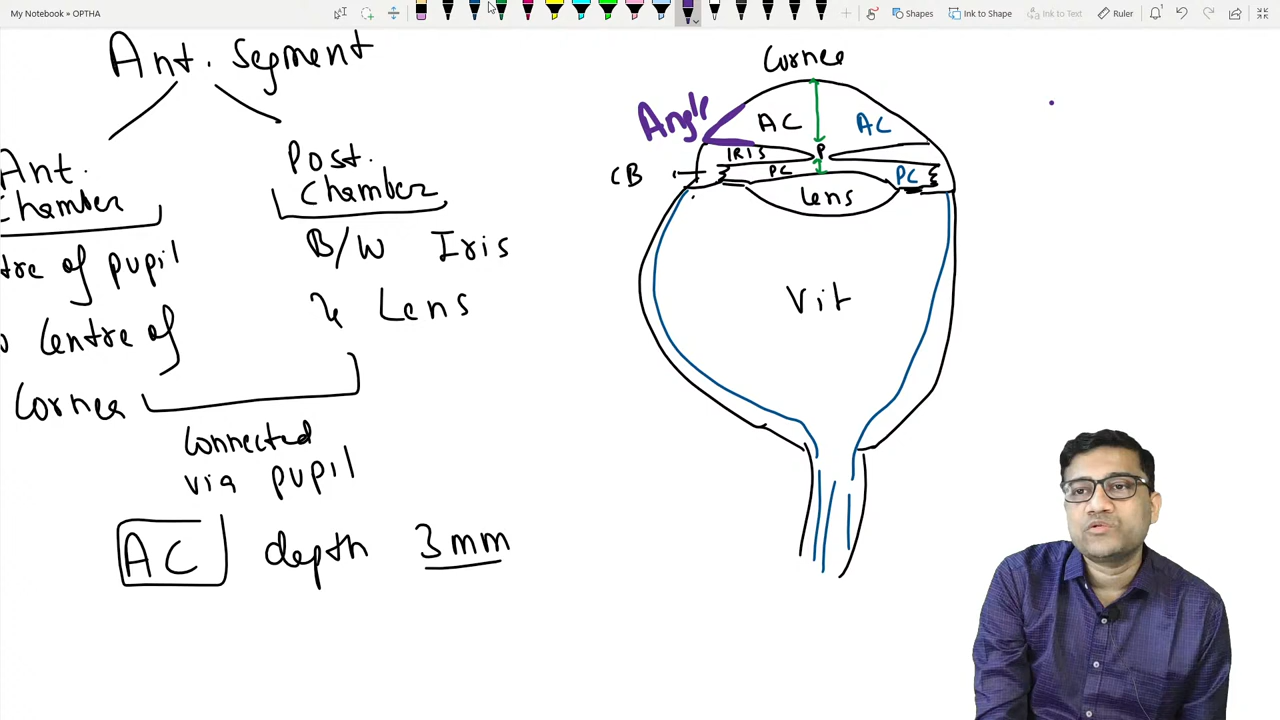 My Notebook » OPTHA
Shapes
Ink to Shape
Ink to Text
Ruler
Ant. Segment
Ant.
Chamber
tre of pupil
o Centre of
Cornea
Post.
Chamber
B/W Iris
& Lens
Connected
via pupil
AC depth 3mm
Cornea
Angle
AC
AC
IRIS
P
CB
PC
PC
Lens
Vit